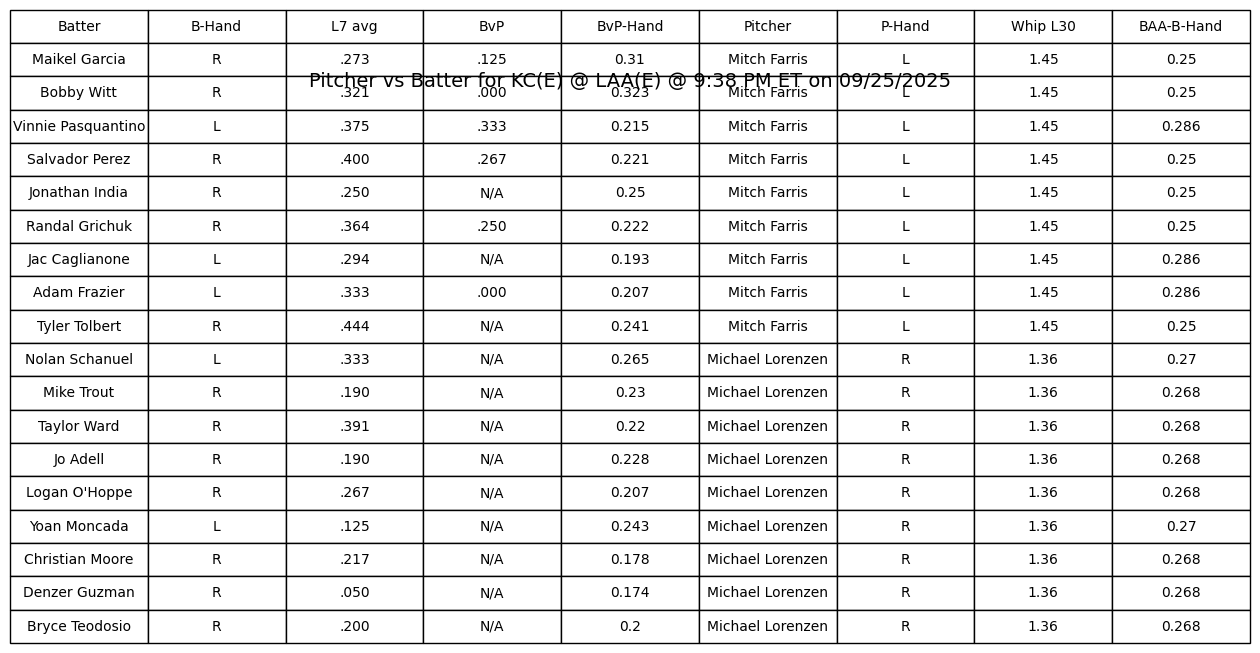 Batter B-Hand L7 avg BvP BvP-Hand Pitcher P-Hand Whip L30 BAA-B-Hand
Maikel Garcia R .273 .125 0.31 Mitch Farris L 1.45 0.25
Pitcher vs Batter for KC(E) @ LAA(E) @ 9:38 PM ET on 09/25/2025
Bobby Witt R .321 .000 0.323 Mitch Farris L 1.45 0.25
Vinnie Pasquantino L .375 .333 0.215 Mitch Farris L 1.45 0.286
Salvador Perez R .400 .267 0.221 Mitch Farris L 1.45 0.25
Jonathan India R .250 N/A 0.25 Mitch Farris L 1.45 0.25
Randal Grichuk R .364 .250 0.222 Mitch Farris L 1.45 0.25
Jac Caglianone L .294 N/A 0.193 Mitch Farris L 1.45 0.286
Adam Frazier L .333 .000 0.207 Mitch Farris L 1.45 0.286
Tyler Tolbert R .444 N/A 0.241 Mitch Farris L 1.45 0.25
Nolan Schanuel L .333 N/A 0.265 Michael Lorenzen R 1.36 0.27
Mike Trout R .190 N/A 0.23 Michael Lorenzen R 1.36 0.268
Taylor Ward R .391 N/A 0.22 Michael Lorenzen R 1.36 0.268
Jo Adell R .190 N/A 0.228 Michael Lorenzen R 1.36 0.268
Logan O'Hoppe R .267 N/A 0.207 Michael Lorenzen R 1.36 0.268
Yoan Moncada L .125 N/A 0.243 Michael Lorenzen R 1.36 0.27
Christian Moore R .217 N/A 0.178 Michael Lorenzen R 1.36 0.268
Denzer Guzman R .050 N/A 0.174 Michael Lorenzen R 1.36 0.268
Bryce Teodosio R .200 N/A 0.2 Michael Lorenzen R 1.36 0.268